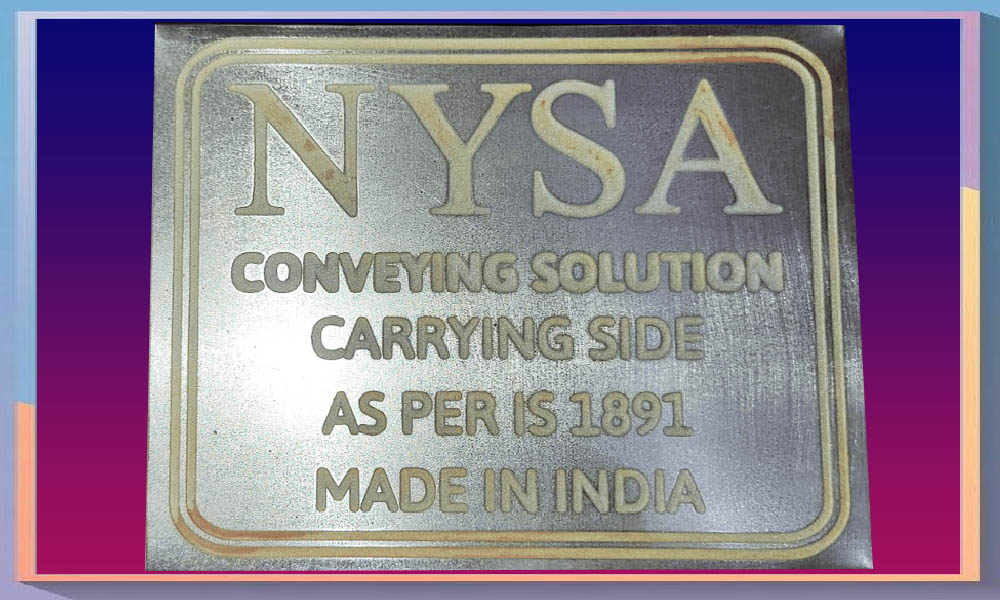 NYSA
CONVEYING SOLUTION
CARRYING SIDE
AS PER IS 1891
MADE IN INDIA